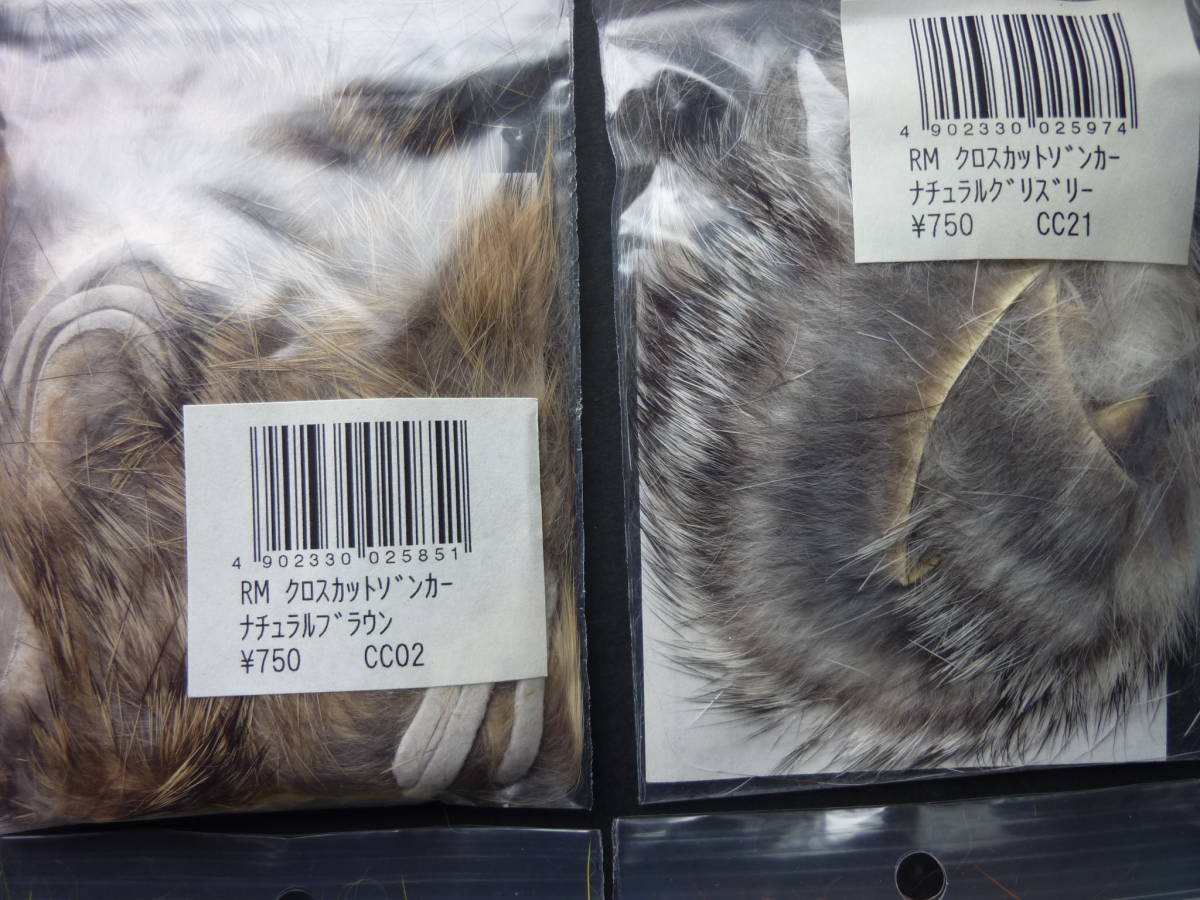 4 902330 025851
RM ｸﾛｽｶｯﾄｿﾞﾝｶｰ
ﾅﾁｭﾗﾙﾌﾞﾗｳﾝ
¥750 CC02
4 902330 025974
RM ｸﾛｽｶｯﾄｿﾞﾝｶｰ
ﾅﾁｭﾗﾙｸﾞﾘｽﾞﾘｰ
¥750 CC21